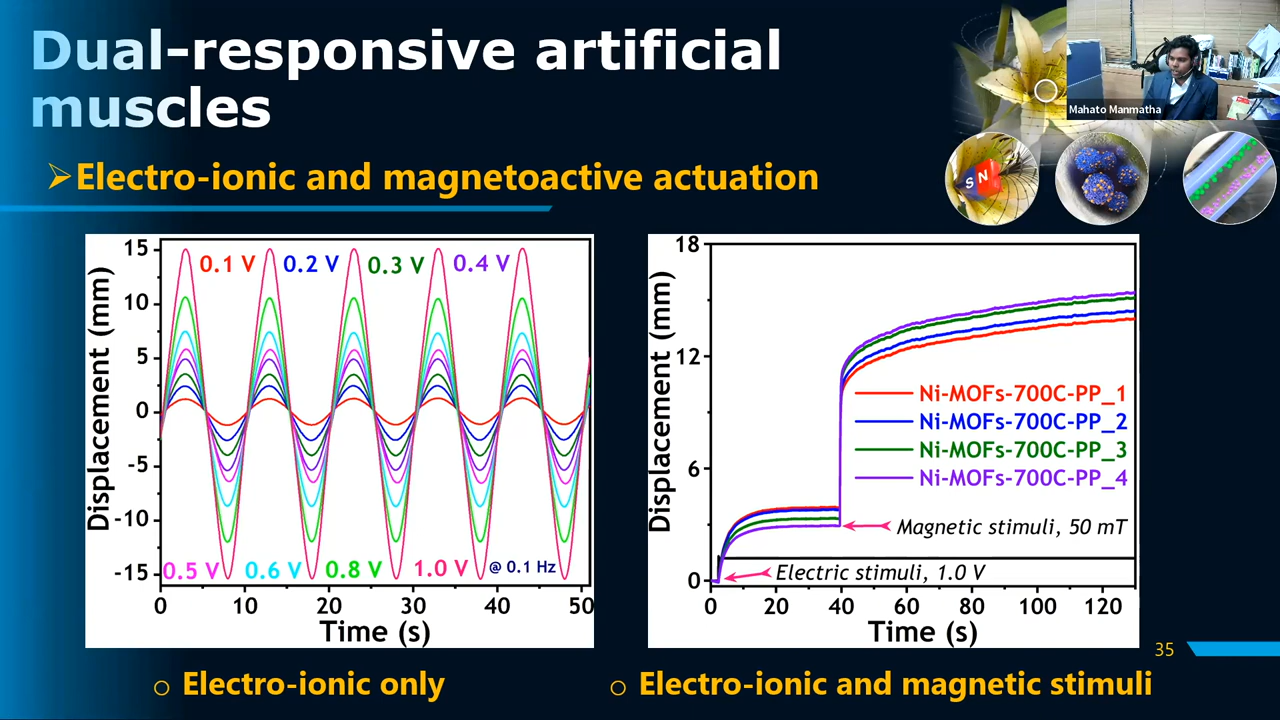 Dual-responsive artificial
muscles
Mahato Manmatha
➢Electro-ionic and magnetoactive actuation
S N
15
10
5
0
-5
-10
-15
Displacement (mm)
0.1 V 0.2 V 0.3 V 0.4 V
0.5 V 0.6 V 0.8 V 1.0 V @ 0.1 Hz
0 10 20 30 40 50
Time (s)
18
12
6
0
Displacement (mm)
Ni-MOFs-700C-PP_1
Ni-MOFs-700C-PP_2
Ni-MOFs-700C-PP_3
Ni-MOFs-700C-PP_4
Magnetic stimuli, 50 mT
Electric stimuli, 1.0 V
0 20 40 60 80 100 120
Time (s)
35
o Electro-ionic only
o Electro-ionic and magnetic stimuli